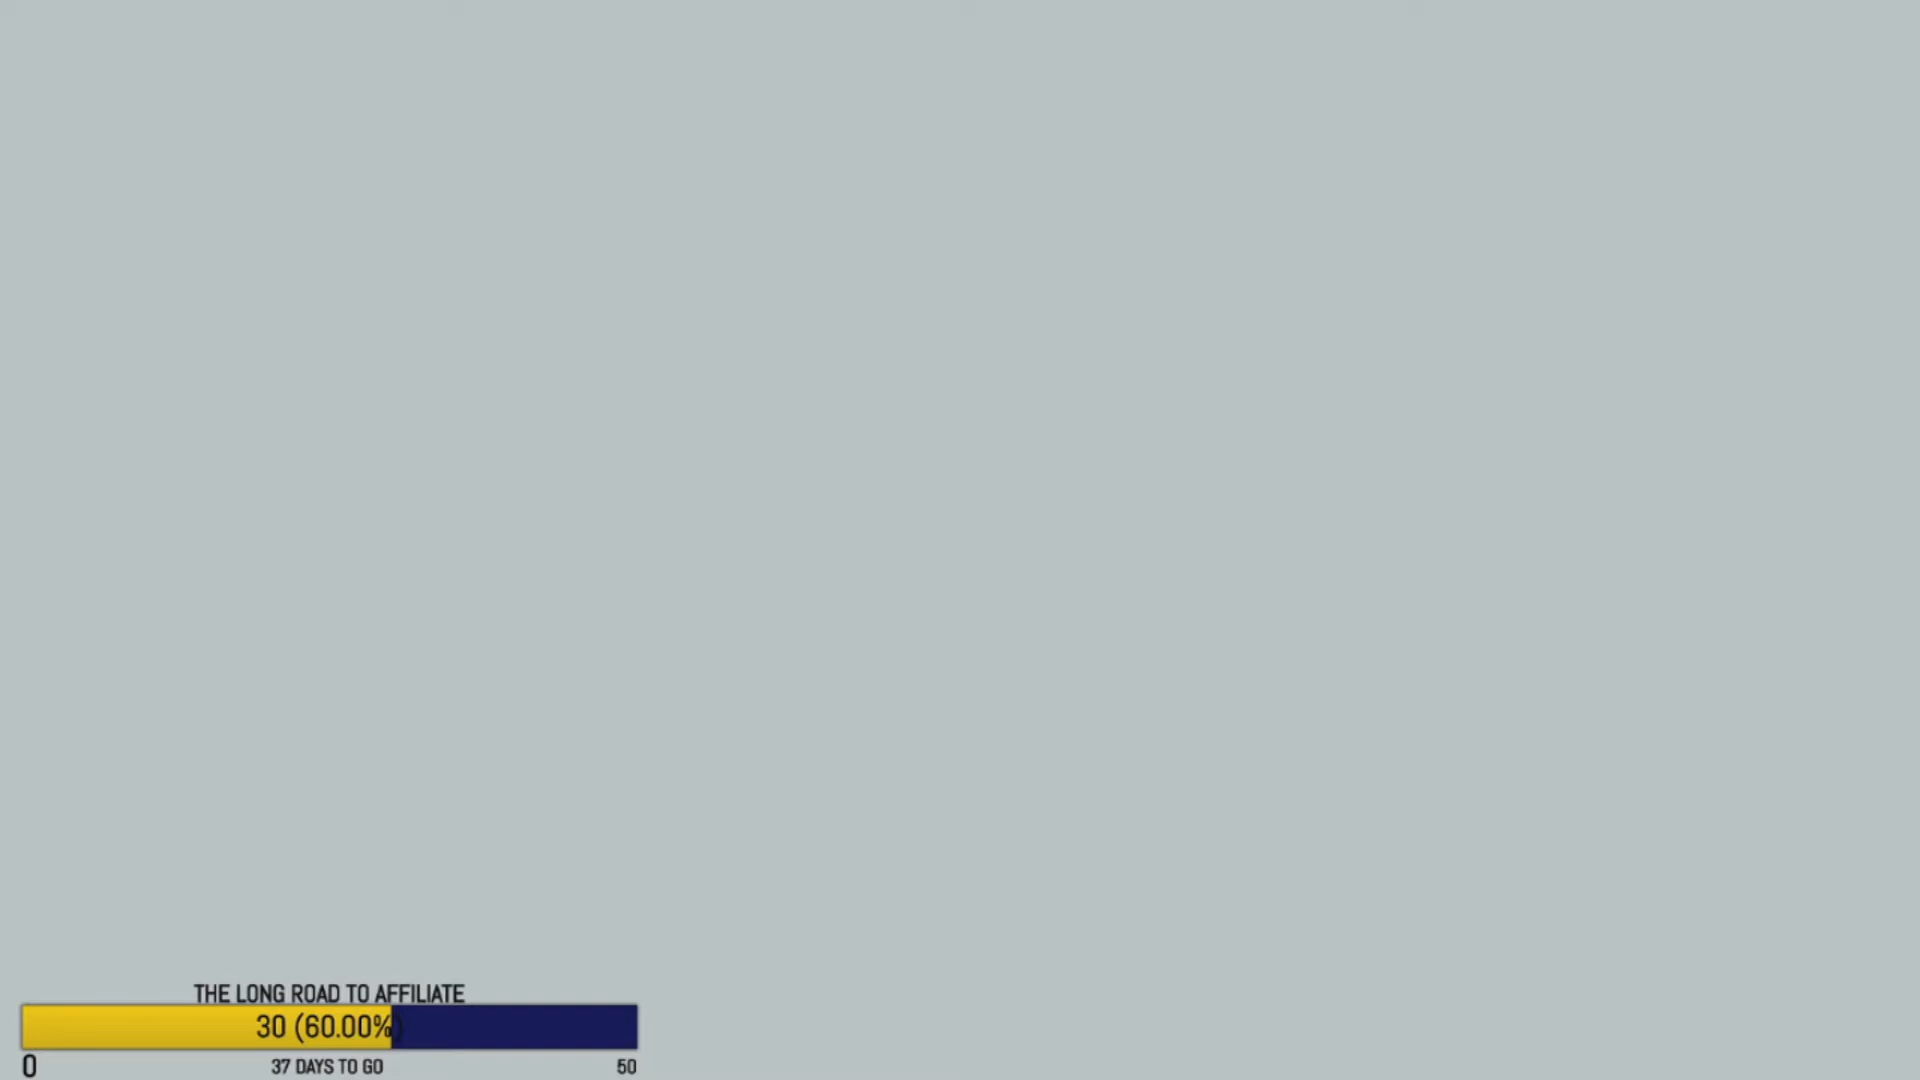 THE LONG ROAD TO AFFILIATE
30 (60.00%)
0
37 DAYS TO GO
50